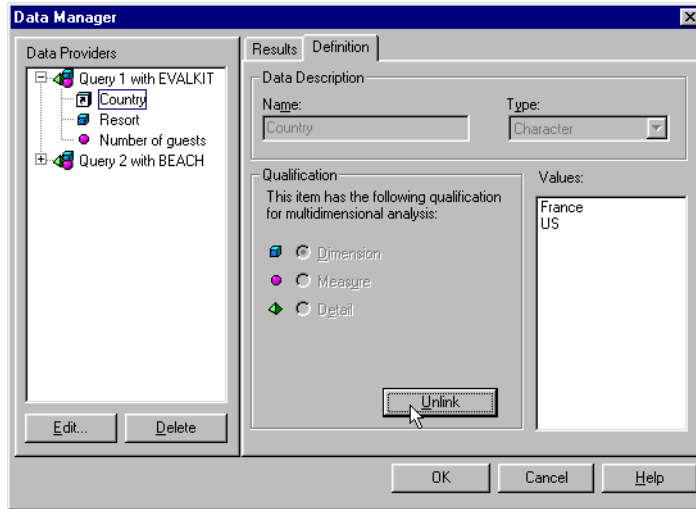 Data Manager
Data Providers
Query 1 with EVALKIT
Country
Resort
Number of guests
Query 2 with BEACH
Edit...
Delete
Results
Definition
Data Description
Name:
Type:
Country
Character
Qualification
This item has the following qualification
for multidimensional analysis:
Dimension
Measure
Detail
Unlink
Values:
France
US
OK
Cancel
Help